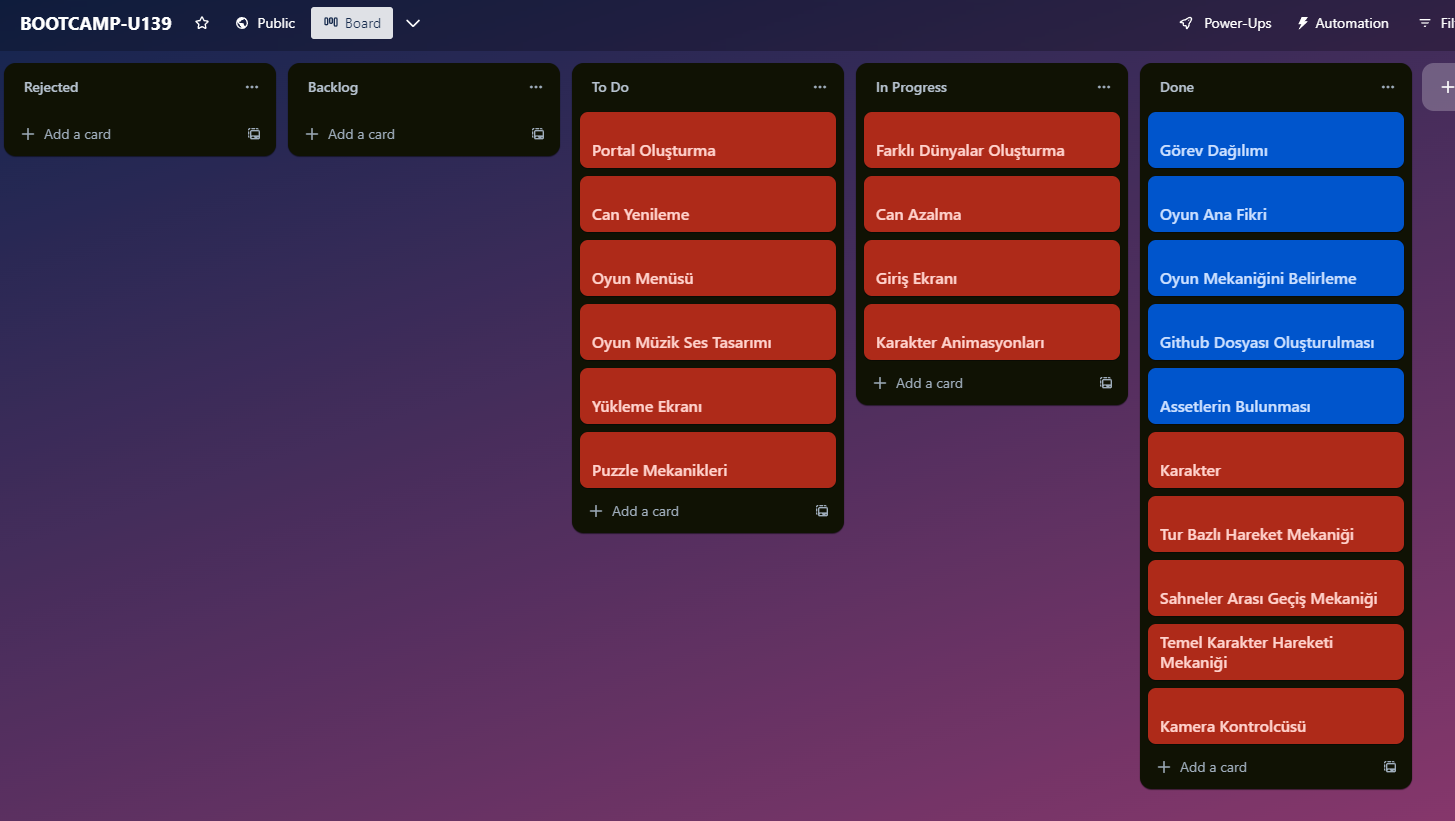 BOOTCAMP-U139
Public
Board
Power-Ups
Automation
Rejected
Add a card
Backlog
Add a card
To Do
Portal Oluşturma
Can Yenileme
Oyun Menüsü
Oyun Müzik Ses Tasarımı
Yükleme Ekranı
Puzzle Mekanikleri
Add a card
In Progress
Farklı Dünyalar Oluşturma
Can Azalma
Giriş Ekranı
Karakter Animasyonları
Add a card
Done
Görev Dağılımı
Oyun Ana Fikri
Oyun Mekaniğini Belirleme
Github Dosyası Oluşturulması
Assetlerin Bulunması
Karakter
Tur Bazlı Hareket Mekaniği
Sahneler Arası Geçiş Mekaniği
Temel Karakter Hareketi
Mekaniği
Kamera Kontrolcüsü
Add a card